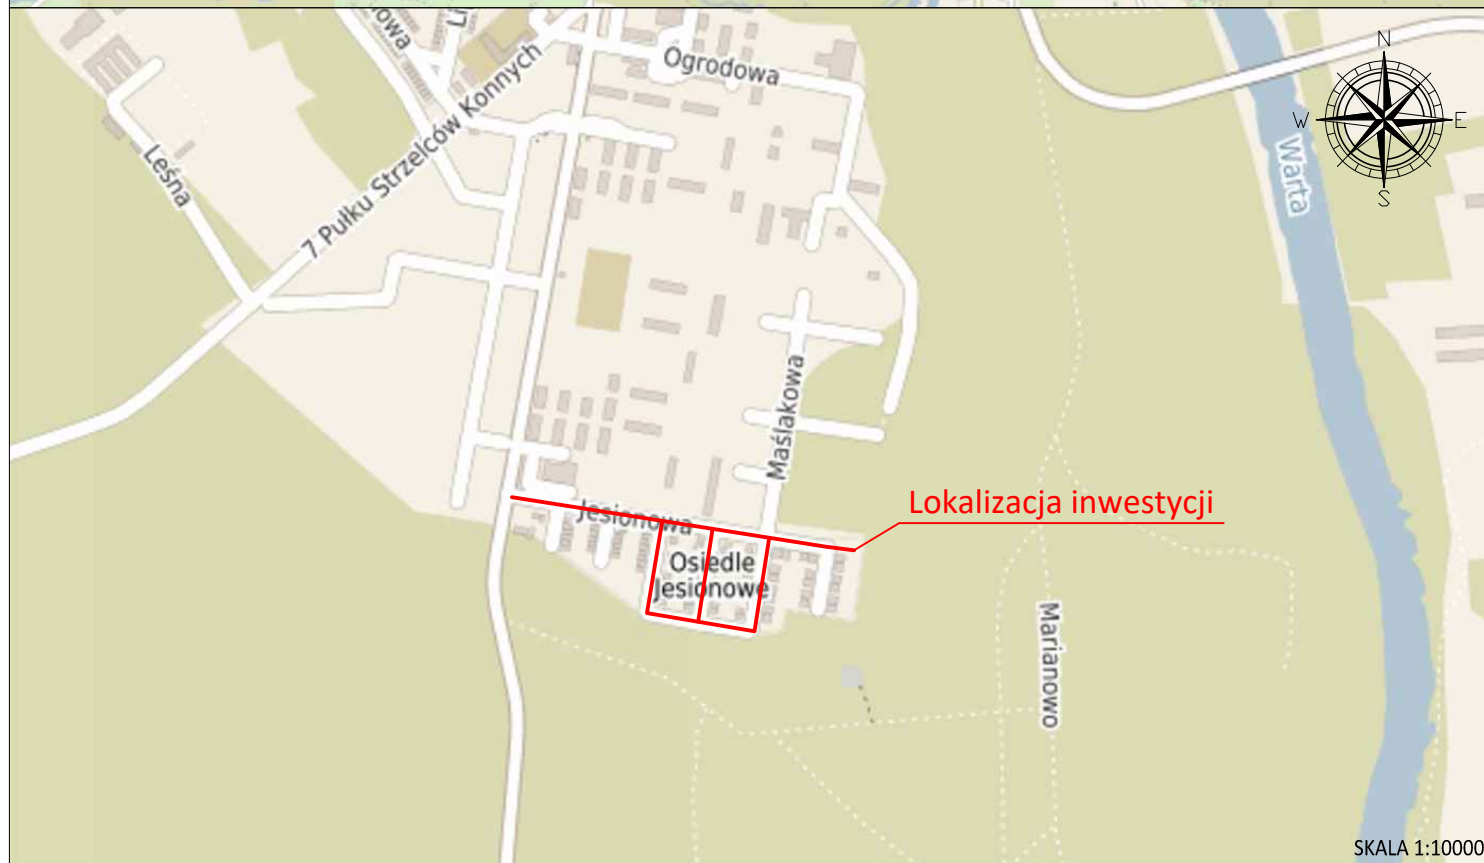 Ogrodowa
7 Pułku Strzelców Konnych
Leśna
N
W
E
S
Warta
Maślakowa
Jesionowa
Lokalizacja inwestycji
Osiedle
Jesionowe
Marianowo
SKALA 1:10000